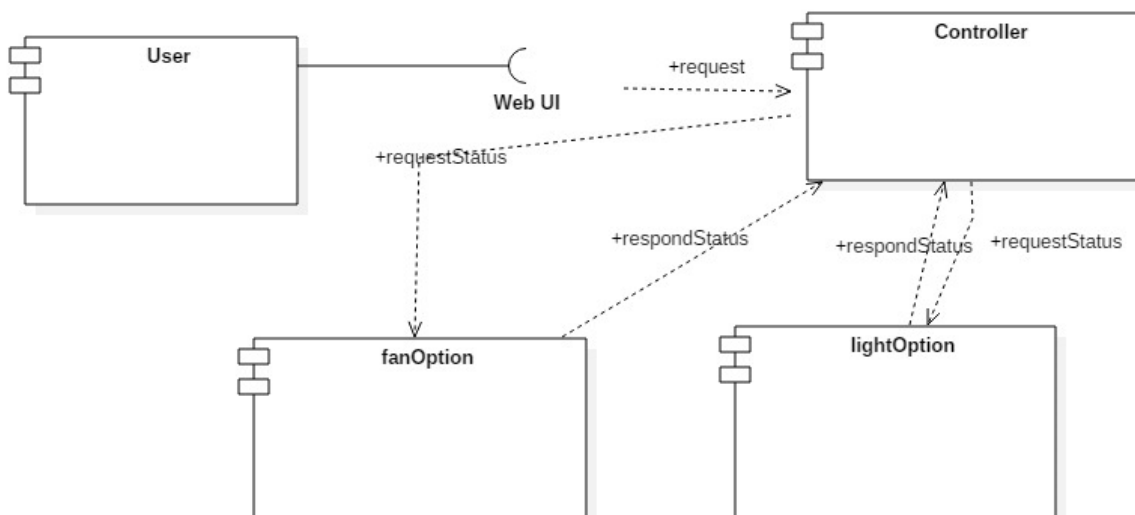 Controller
User
+request
Web UI
+requestStatus
+respondStatus
+respondStatus
+requestStatus
fanOption
lightOption